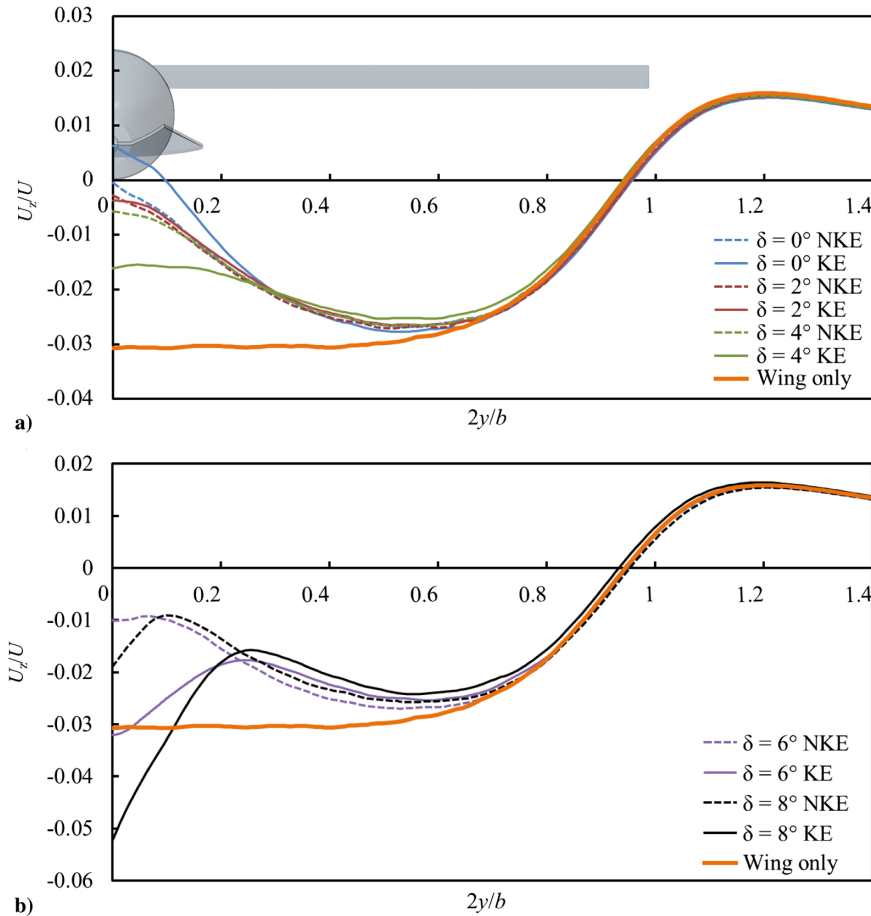 0.03
0.02
0.01
0
-0.01
-0.02
-0.03
-0.04
0 0.2 0.4 0.6 0.8 1 1.2 1.4
U_z/U
2y/b
δ = 0° NKE
δ = 0° KE
δ = 2° NKE
δ = 2° KE
δ = 4° NKE
δ = 4° KE
Wing only
a)
0.02
0.01
0
-0.01
-0.02
-0.03
-0.04
-0.05
-0.06
0 0.2 0.4 0.6 0.8 1 1.2 1.4
U_z/U
2y/b
δ = 6° NKE
δ = 6° KE
δ = 8° NKE
δ = 8° KE
Wing only
b)